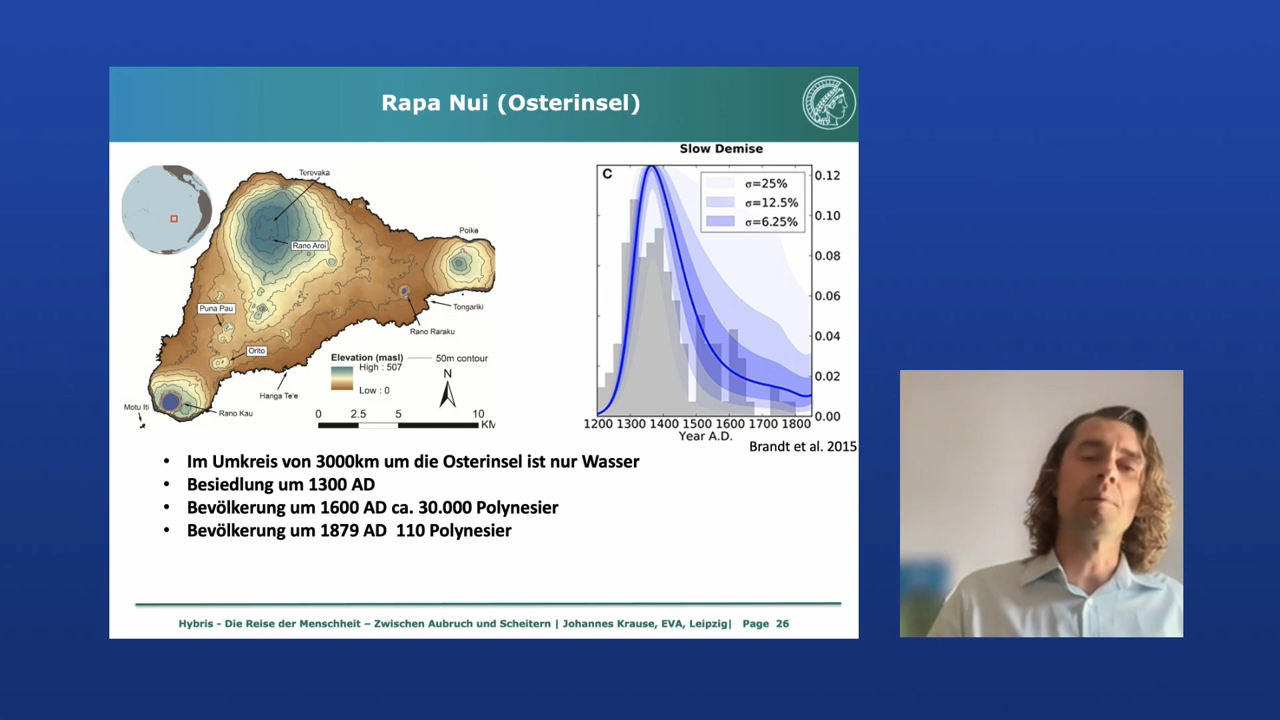 Rapa Nui (Osterinsel)
Terevaka
Rano Aroi
Poike
Puna Pau
Tongariki
Rano Raraku
Orito
Elevation (masl)
50m contour
High : 507
Low : 0
N
Hanga Te'e
Motu Iti
Rano Kau
0 2.5 5 10
KM
Slow Demise
C
σ=25%
σ=12.5%
σ=6.25%
0.12
0.10
0.08
0.06
0.04
0.02
0.00
1200 1300 1400 1500 1600 1700 1800
Year A.D.
Brandt et al. 2015
• Im Umkreis von 3000km um die Osterinsel ist nur Wasser
• Besiedlung um 1300 AD
• Bevölkerung um 1600 AD ca. 30.000 Polynesier
• Bevölkerung um 1879 AD 110 Polynesier
Hybris - Die Reise der Menschheit – Zwischen Aubruch und Scheitern | Johannes Krause, EVA, Leipzig| Page 26